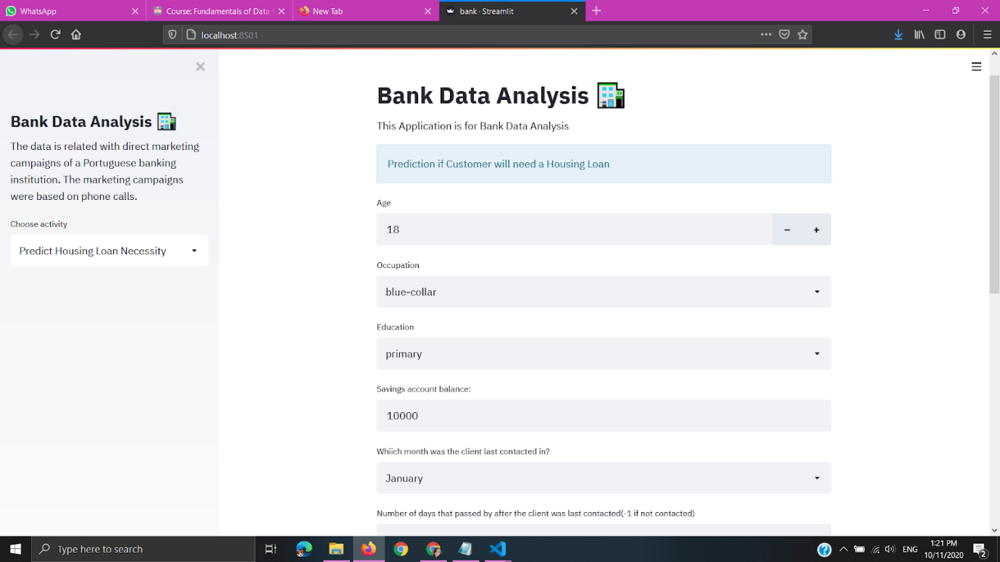 WhatsApp
Course: Fundamentals of Data
New Tab
bank · Streamlit
localhost:8501
Bank Data Analysis
The data is related with direct marketing
campaigns of a Portuguese banking
institution. The marketing campaigns
were based on phone calls.
Choose activity
Predict Housing Loan Necessity
Bank Data Analysis
This Application is for Bank Data Analysis
Prediction if Customer will need a Housing Loan
Age
18
Occupation
blue-collar
Education
primary
Savings account balance:
10000
Whiich month was the client last contacted in?
January
Number of days that passed by after the client was last contacted(-1 if not contacted)
Type here to search
ENG
1:21 PM
10/11/2020
2